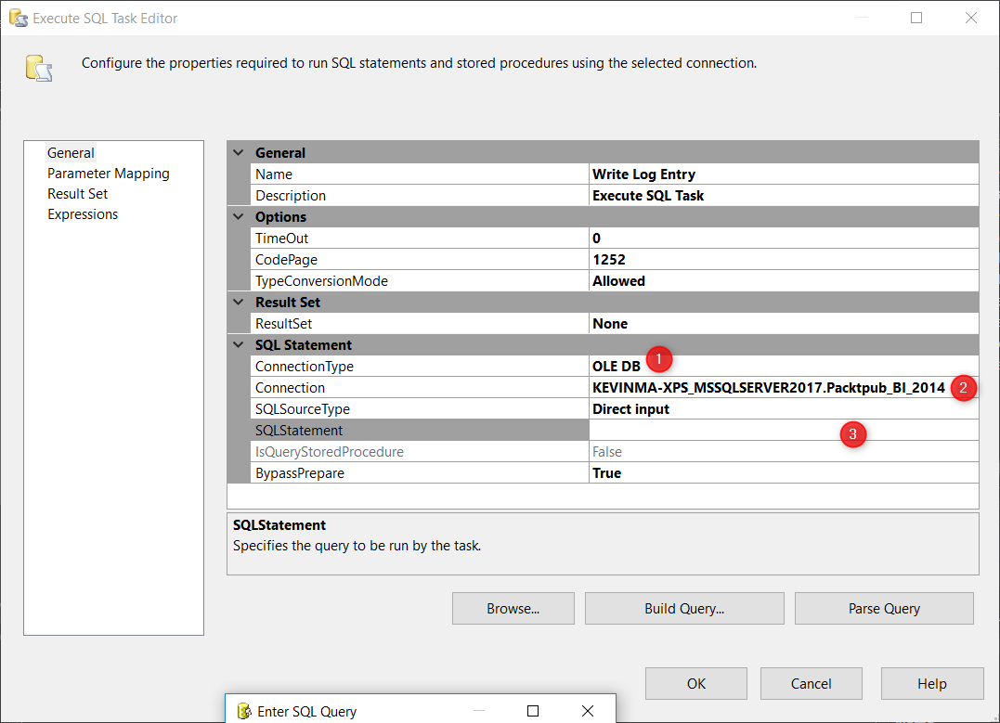 Execute SQL Task Editor
Configure the properties required to run SQL statements and stored procedures using the selected connection.
General
Parameter Mapping
Result Set
Expressions
General
Name Write Log Entry
Description Execute SQL Task
Options
TimeOut 0
CodePage 1252
TypeConversionMode Allowed
Result Set
ResultSet None
SQL Statement
ConnectionType OLE DB 1
Connection KEVINMA-XPS_MSSQLSERVER2017.Packtpub_BI_2014 2
SQLSourceType Direct input
SQLStatement 3
IsQueryStoredProcedure False
BypassPrepare True
SQLStatement
Specifies the query to be run by the task.
Browse... Build Query... Parse Query
OK Cancel Help
Enter SQL Query